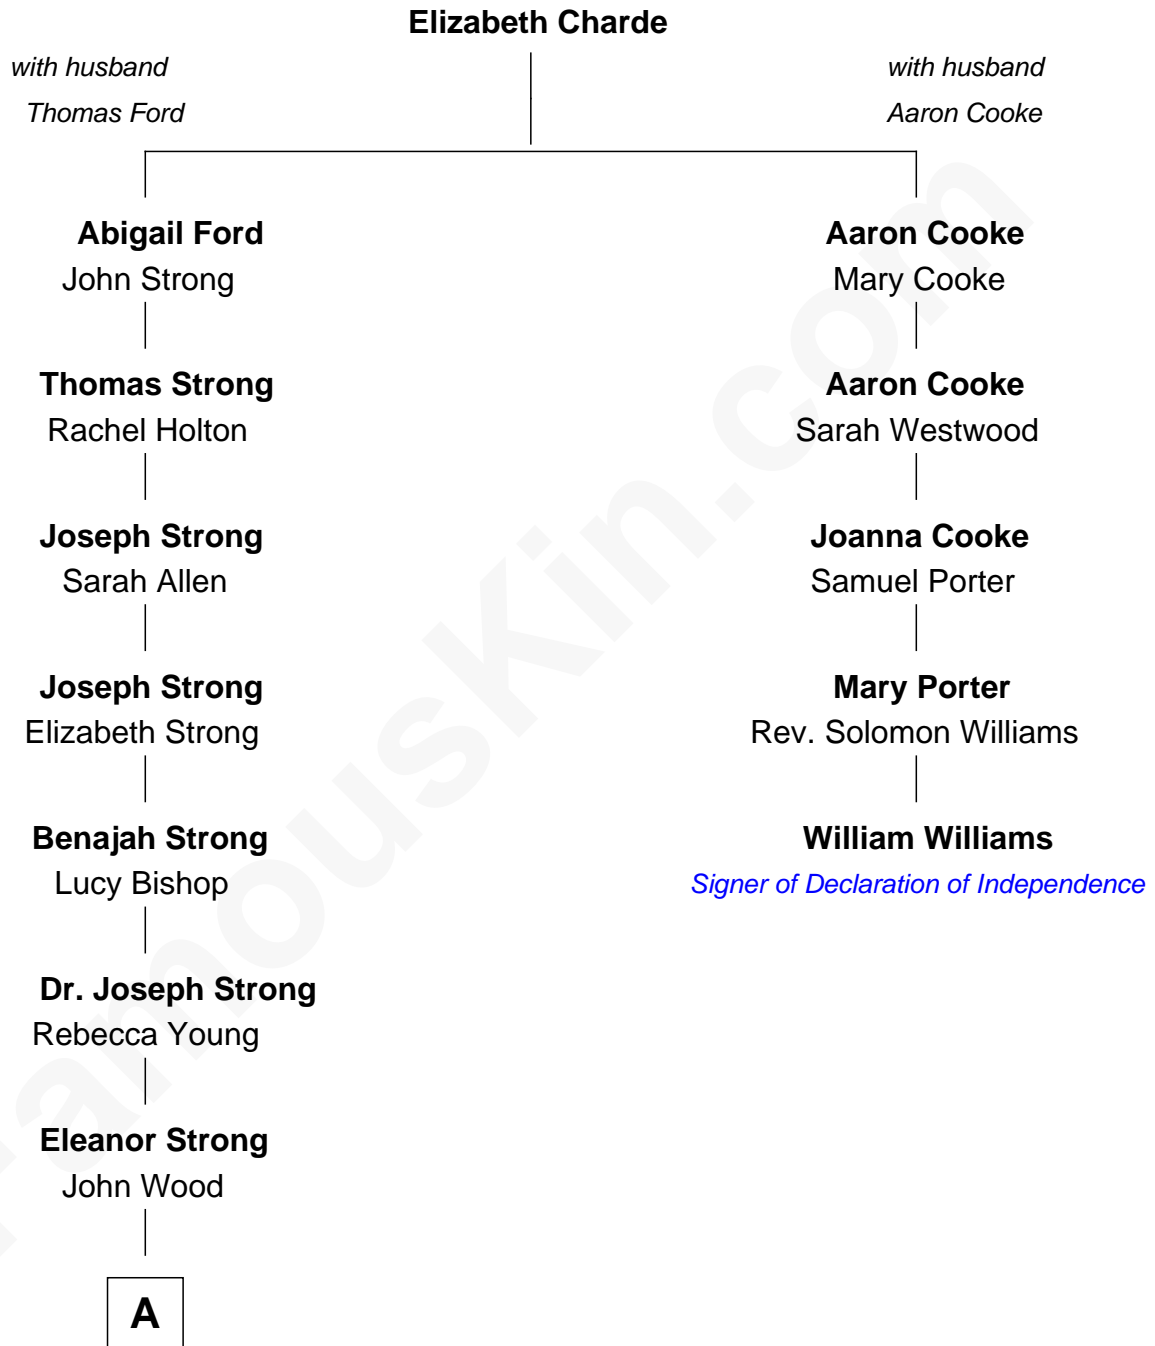 Elizabeth Charde
with husband
Thomas Ford
with husband
Aaron Cooke
Abigail Ford
John Strong
Thomas Strong
Rachel Holton
Joseph Strong
Sarah Allen
Joseph Strong
Elizabeth Strong
Benajah Strong
Lucy Bishop
Dr. Joseph Strong
Rebecca Young
Eleanor Strong
John Wood
A
Aaron Cooke
Mary Cooke
Aaron Cooke
Sarah Westwood
Joanna Cooke
Samuel Porter
Mary Porter
Rev. Solomon Williams
William Williams
Signer of Declaration of Independence
FamousKin.com